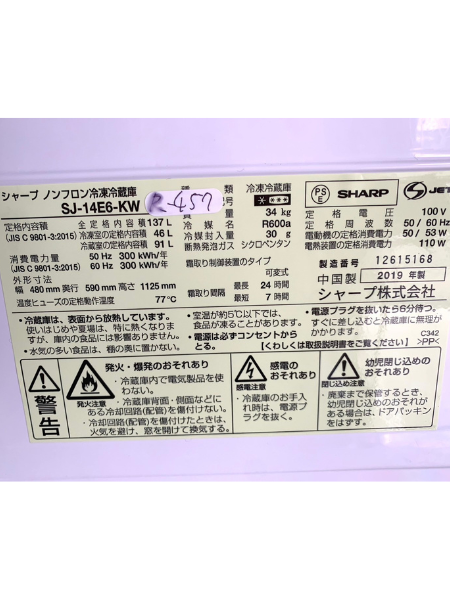 シャープ ノンフロン冷凍冷蔵庫
SJ-14E6-KW
R-457
定格内容積 全定格内容積 137 L
(JIS C 9801-3:2015) 冷凍室の定格内容積 46 L
冷蔵室の定格内容積 91 L
消費電力量 50 Hz 300 kWh/年
(JIS C 9801-3:2015) 60 Hz 300 kWh/年
外形寸法 幅 480 mm 奥行 590 mm 高さ 1125 mm
温度ヒューズの定格動作温度 77℃
類 冷凍冷蔵庫
号 ****
量 34 kg
冷媒名 R600a
冷媒封入量 30 g
断熱発泡ガス シクロペンタン
霜取り制御装置のタイプ
可変式
霜取り間隔 最長 24 時間
最短 7 時間
PS
E
SHARP
JET
定格電圧 100 V
定格周波数 50 / 60 Hz
電動機の定格消費電力 50 / 53 W
電熱装置の定格消費電力 110 W
製造番号 12615168
中国製 2019 年製
シャープ株式会社
・冷蔵庫は、表面から放熱しています。
使いはじめや夏場は、特に熱くなりま
すが、食品に影響はありません。
・水気の多い食品は、棚の奥に置かない。
・室温が約5℃以下では、
食品が凍ることがあります。
・電源は必ずコンセントから
とる。
・電源プラグを抜いたら6分待つ。
すぐに差し込むと冷蔵庫に無理が
かかります。
【くわしくは取扱説明書をご覧ください】
C342
>PP<
警告
発火注意
発火・爆発のおそれあり
・冷蔵庫内で電気製品を使わ
ない。
・冷蔵庫背面・側面などに
ある冷却回路(配管)を傷付けない。
・冷却回路(配管)を傷付けたときは、
火気を避け、窓を開けて換気する。
感電注意
感電の
おそれあり
冷蔵庫のお手入
れ時は、電源プ
ラグを抜く。
幼児閉じ込めの
おそれあり
閉じ込め注意
・廃棄まで保管するとき、
幼児閉じ込めのおそれが
ある場合は、ドアパッキン
をはずす。